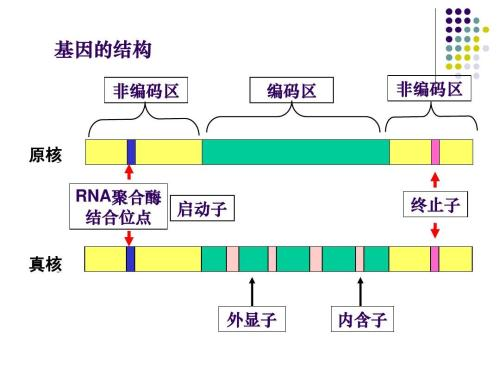 基因的结构
非编码区
编码区
非编码区
原核
RNA聚合酶
结合位点
启动子
终止子
真核
外显子
内含子